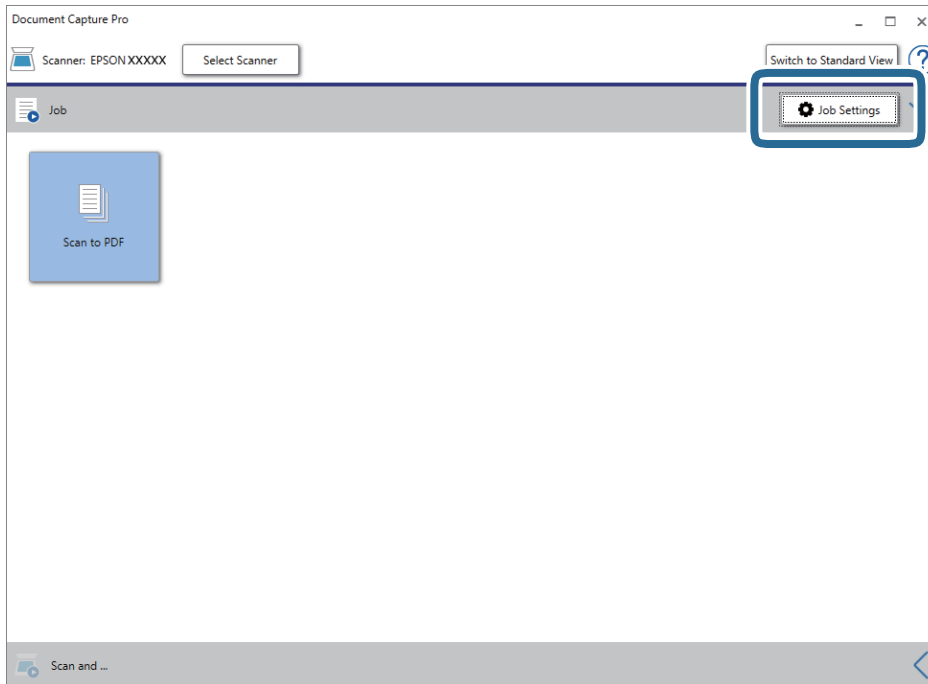 Document Capture Pro
Scanner: EPSON XXXXX
Select Scanner
Switch to Standard View
?
Job
Job Settings
Scan to PDF
Scan and ...